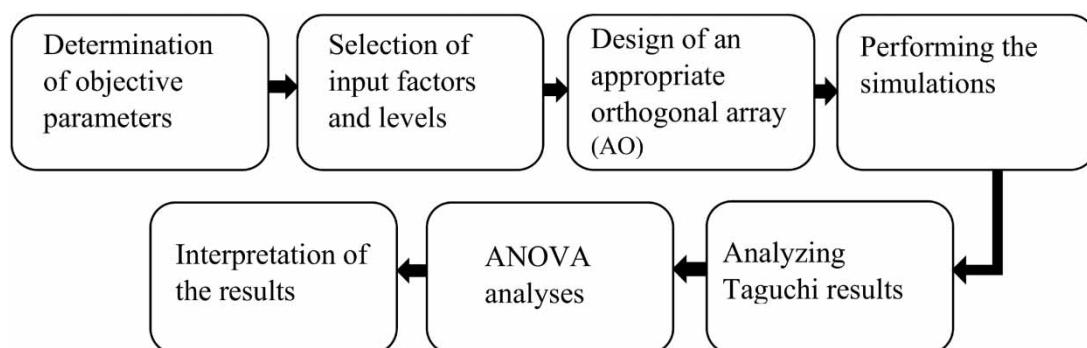 Determination
of objective
parameters
Selection of
input factors
and levels
Design of an
appropriate
orthogonal array
(AO)
Performing the
simulations
Analyzing
Taguchi results
ANOVA
analyses
Interpretation of
the results